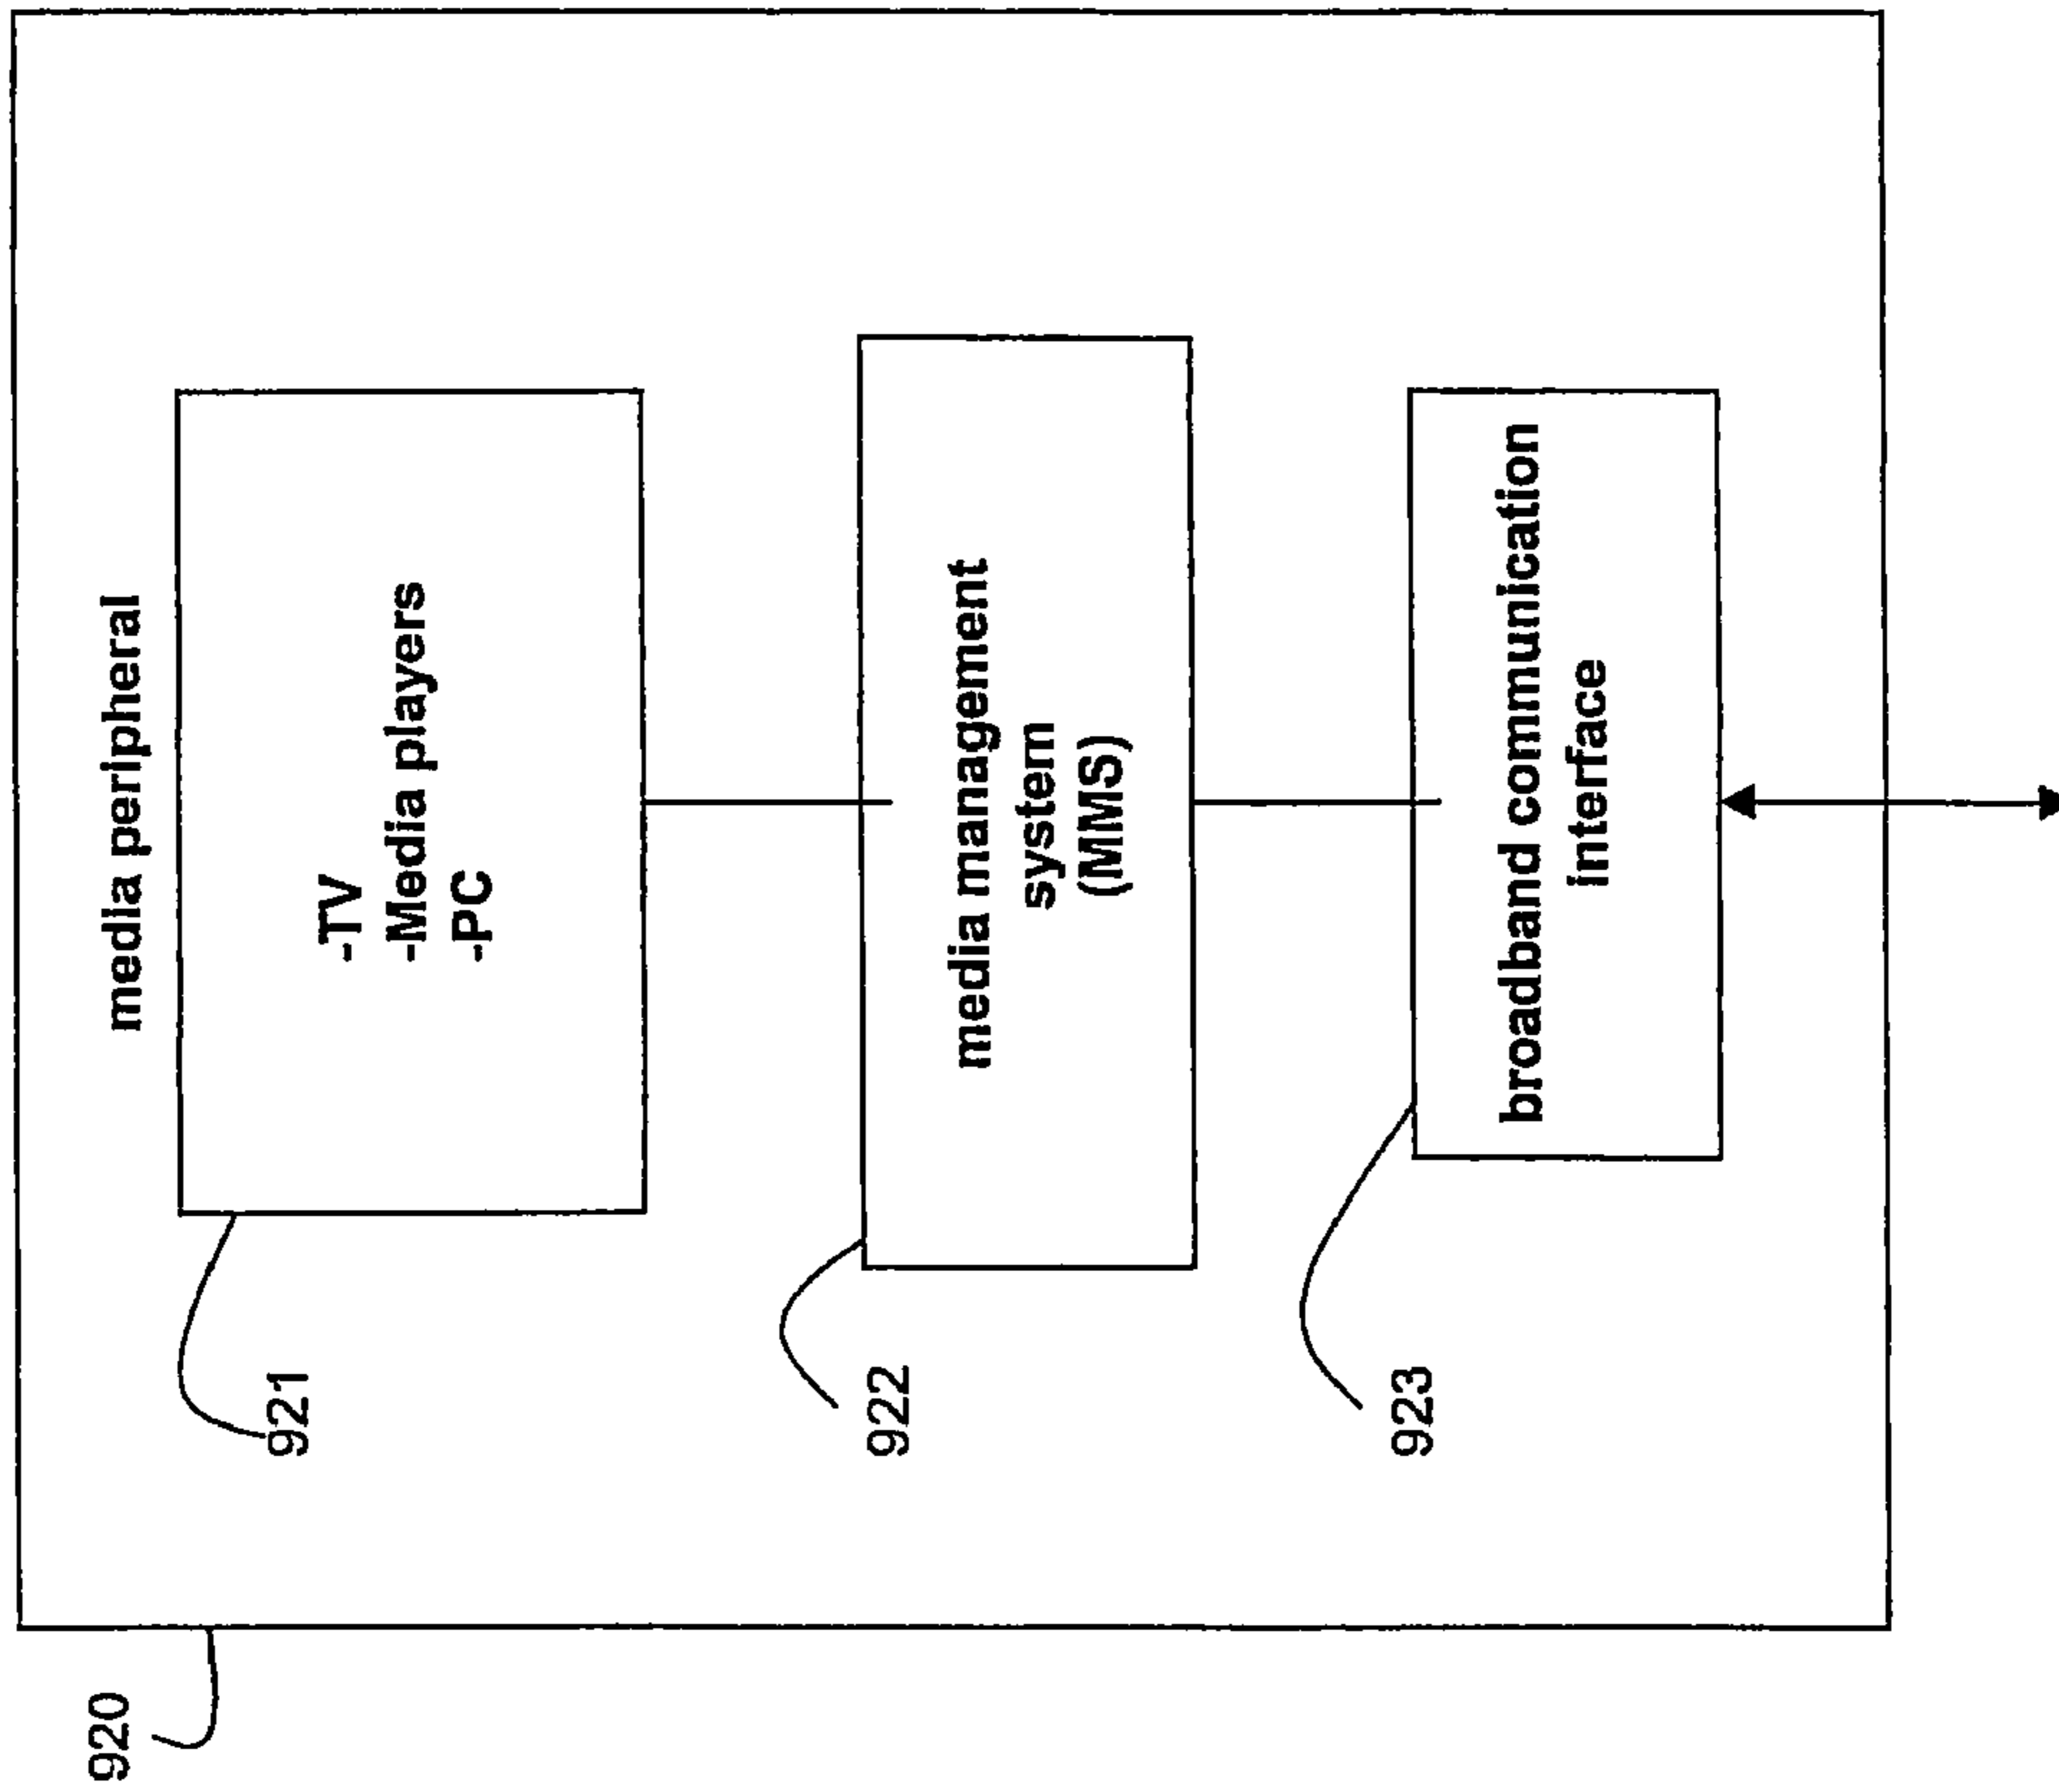 920
media peripheral
921
-TV
-Media players
-PC
922
media management
system
(MMS)
923
broadband communication
interface